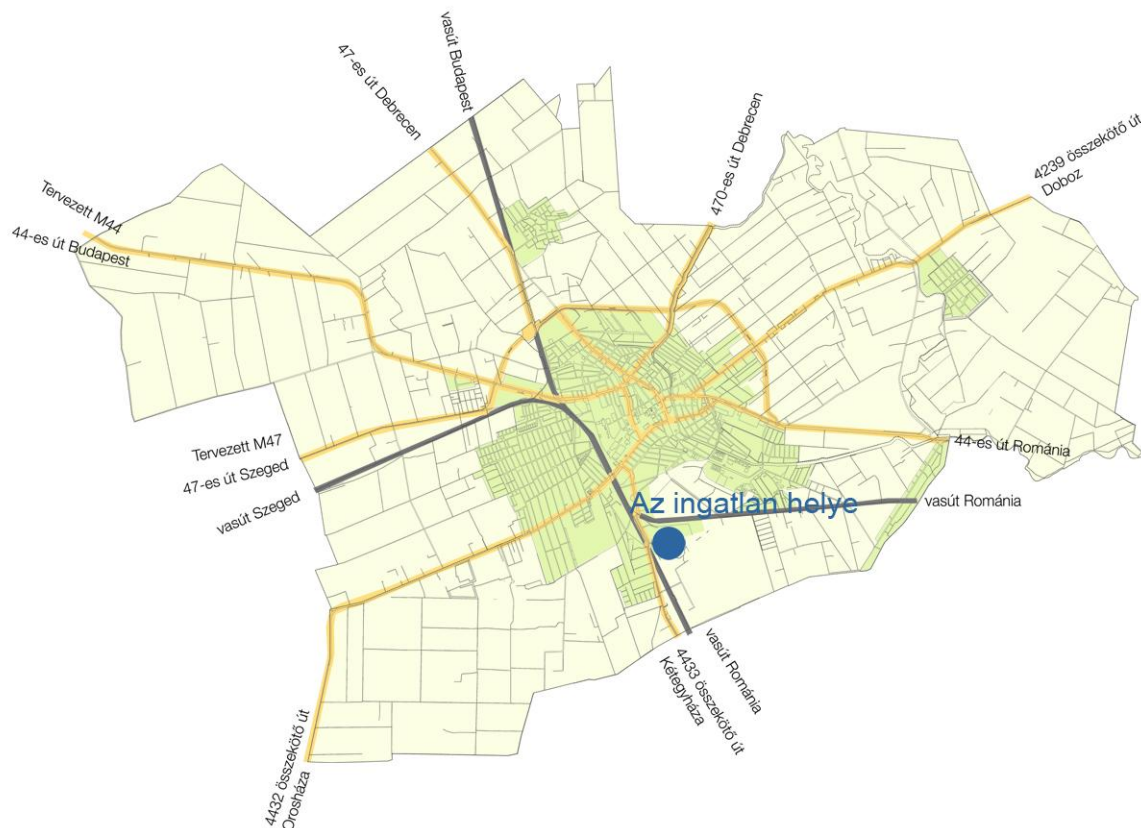 vasút Budapest
47-es út Debrecen
470-es út Debrecen
4239 összekötő út
Doboz
Tervezett M44
44-es út Budapest
Tervezett M47
47-es út Szeged
vasút Szeged
44-es út Románia
Az ingatlan helye
vasút Románia
vasút Románia
4433 összekötő út
Kétegyháza
4432 összekötő út
Orosháza